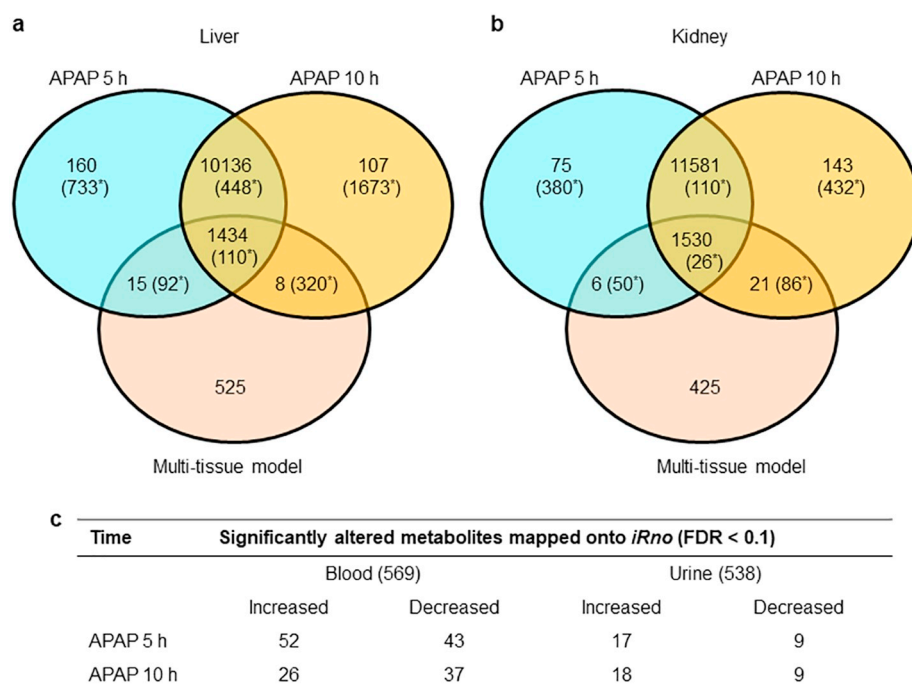 a
Liver
APAP 5 h
APAP 10 h
160
(733*)
10136
(448*)
107
(1673*)
1434
(110*)
15 (92*)
8 (320*)
525
Multi-tissue model
b
Kidney
APAP 5 h
APAP 10 h
75
(380*)
11581
(110*)
143
(432*)
1530
(26*)
6 (50*)
21 (86*)
425
Multi-tissue model
c
Time Significantly altered metabolites mapped onto iRno (FDR < 0.1)
Blood (569) Urine (538)
Increased Decreased Increased Decreased
APAP 5 h 52 43 17 9
APAP 10 h 26 37 18 9